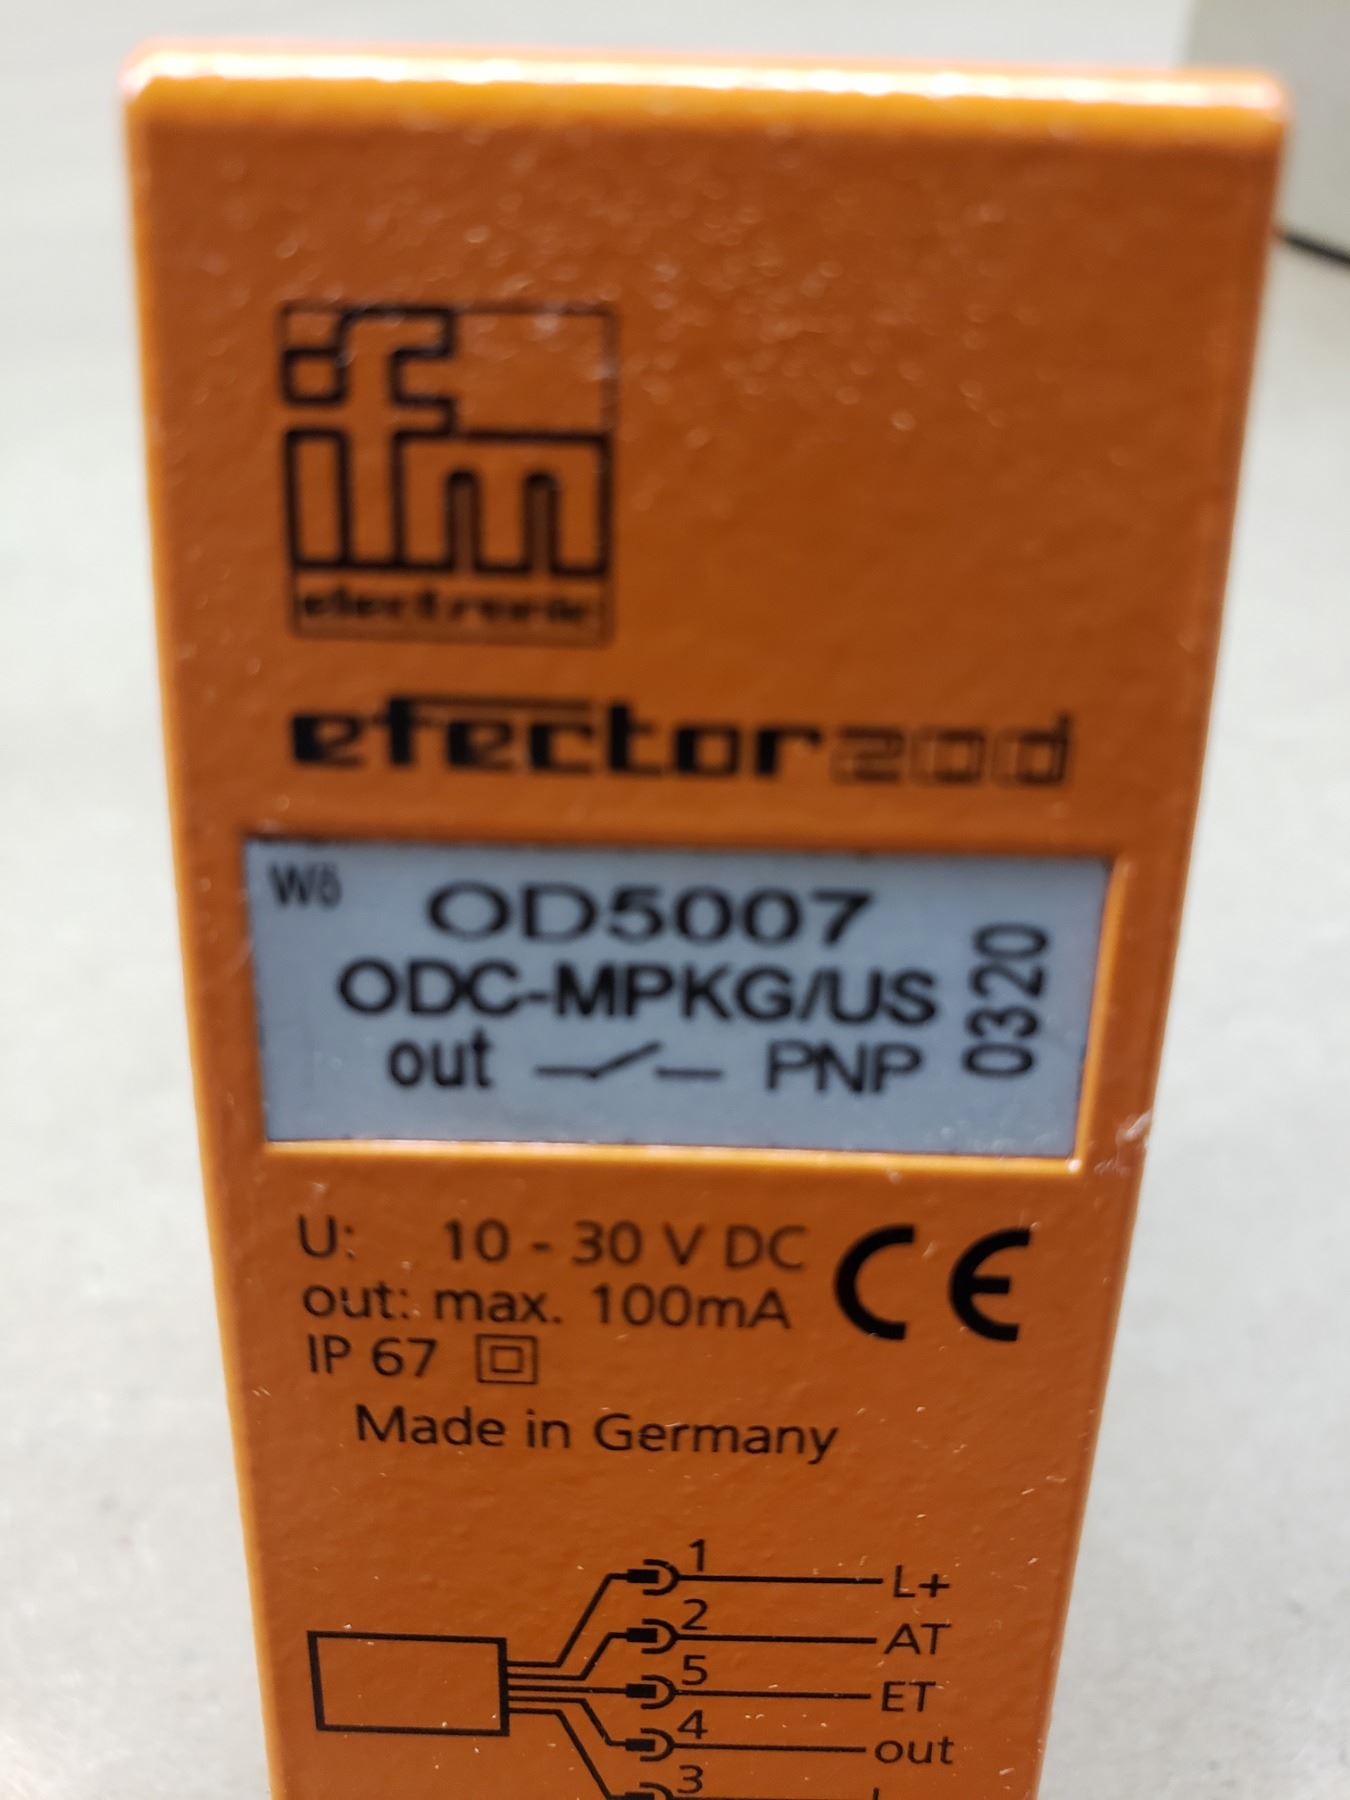 ifm
electronic
efector200
Wö
OD5007
ODC-MPKG/US
out PNP
0320
U: 10 - 30 V DC
out: max. 100mA
IP 67
CE
Made in Germany
1 L+
2 AT
5 ET
4 out
3